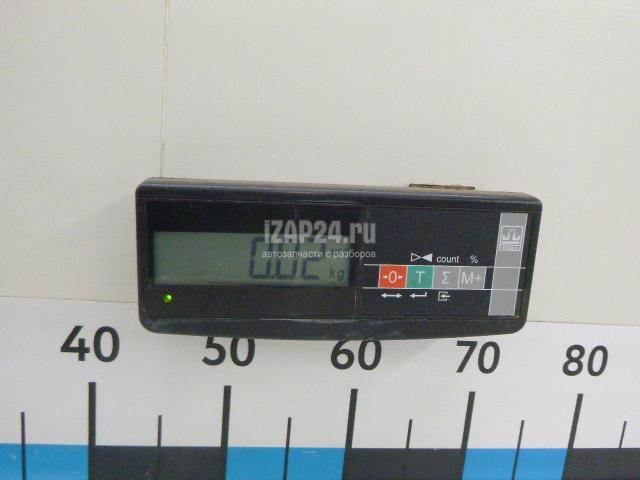 iZAP24.ru
автозапчасти с разборов
0.02 kg
count %
→0← T Σ M+
40 50 60 70 80